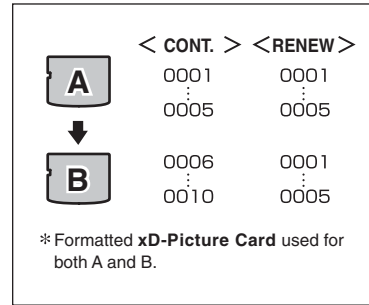 < CONT. > <RENEW>
A
0001 0001
⋮ ⋮
0005 0005
B
0006 0001
⋮ ⋮
0010 0005
* Formatted xD-Picture Card used for
both A and B.